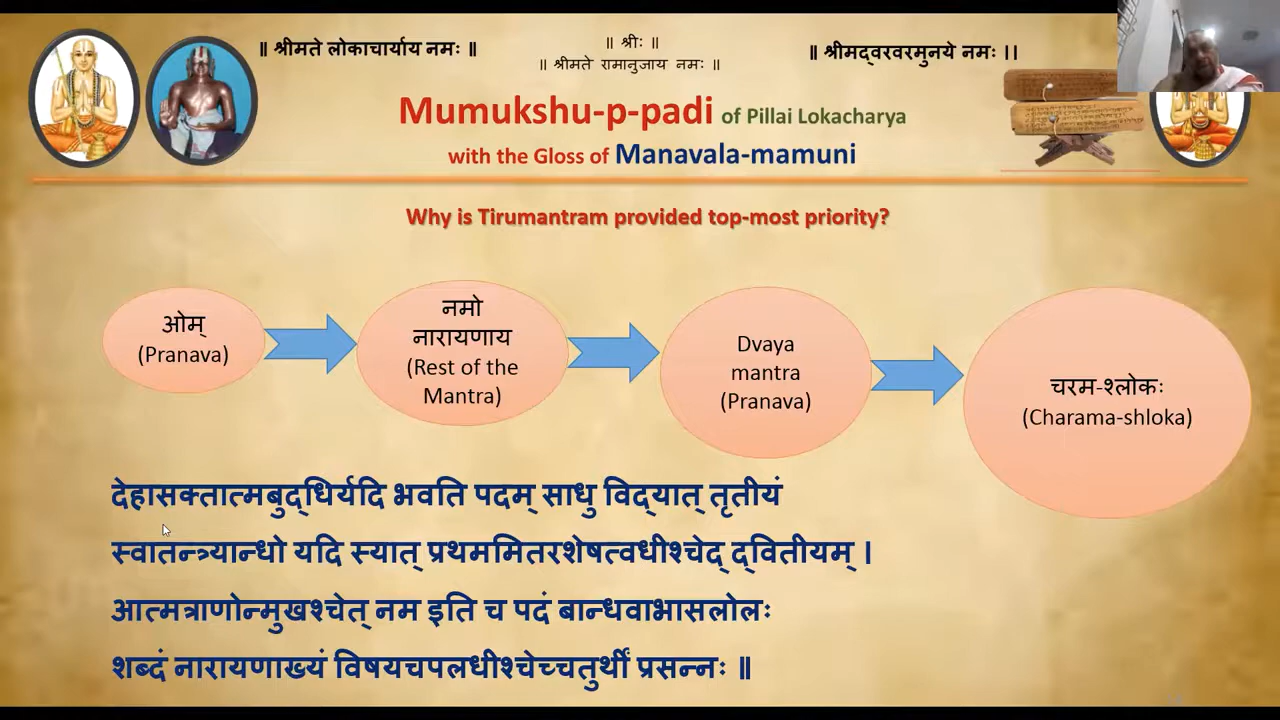 ॥ श्रीमते लोकाचार्याय नमः ॥
॥ श्रीः ॥
॥ श्रीमते रामानुजाय नमः ॥
॥ श्रीमद्वरवरमुनये नमः ।।
Mumukshu-p-padi of Pillai Lokacharya
with the Gloss of Manavala-mamuni
Why is Tirumantram provided top-most priority?
ओम्
(Pranava)
नमो
नारायणाय
(Rest of the
Mantra)
Dvaya
mantra
(Pranava)
चरम-श्लोकः
(Charama-shloka)
देहासक्तात्मबुद्धिर्यदि भवति पदम् साधु विद्यात् तृतीयं
स्वातन्त्र्यान्धो यदि स्यात् प्रथममितरशेषत्वधीश्चेद् द्वितीयम् ।
आत्मत्राणोन्मुखश्चेत् नम इति च पदं बान्धवाभासलोलः
शब्दं नारायणाख्यं विषयचपलधीश्चेच्चतुर्थीं प्रसन्नः ॥